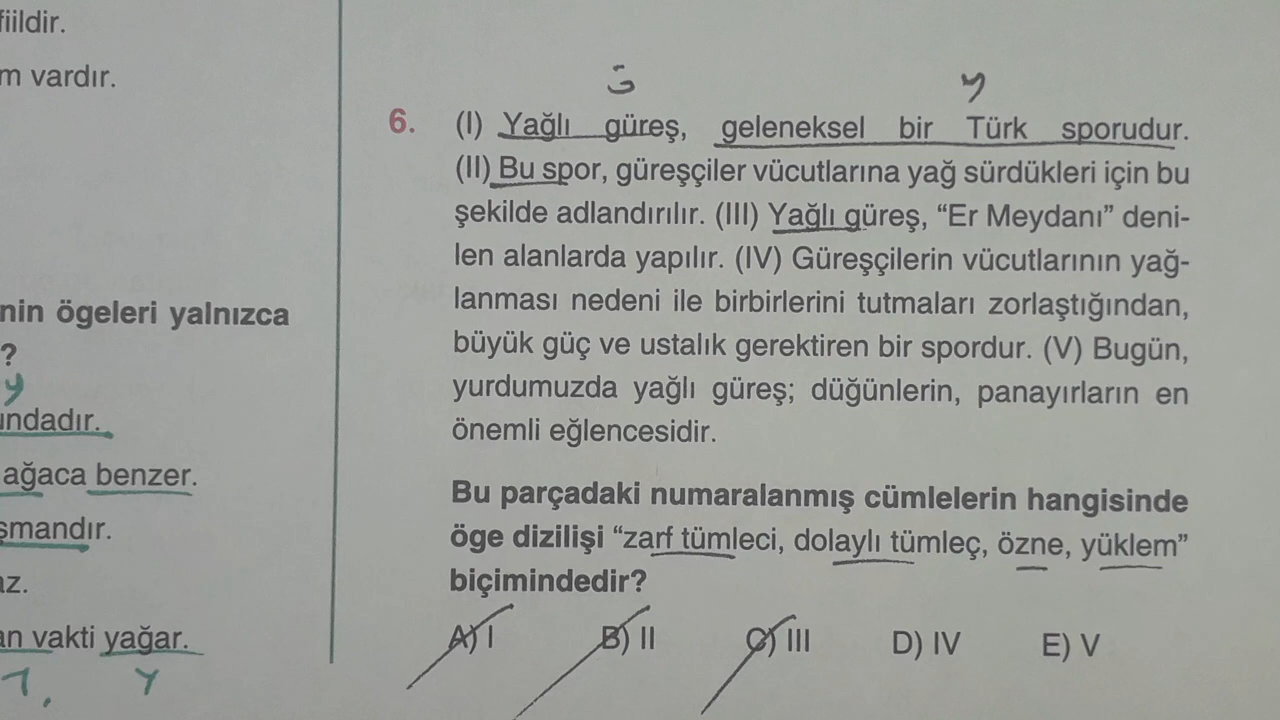 fiildir.
m vardır.
nin ögeleri yalnızca
?
y
ındadır.
ağaca benzer.
şmandır.
az.
an vakti yağar.
Y
ö
y
6. (I) Yağlı güreş, geleneksel bir Türk sporudur.
(II) Bu spor, güreşçiler vücutlarına yağ sürdükleri için bu
şekilde adlandırılır. (III) Yağlı güreş, “Er Meydanı” deni-
len alanlarda yapılır. (IV) Güreşçilerin vücutlarının yağ-
lanması nedeni ile birbirlerini tutmaları zorlaştığından,
büyük güç ve ustalık gerektiren bir spordur. (V) Bugün,
yurdumuzda yağlı güreş; düğünlerin, panayırların en
önemli eğlencesidir.
Bu parçadaki numaralanmış cümlelerin hangisinde
öge dizilişi “zarf tümleci, dolaylı tümleç, özne, yüklem”
biçimindedir?
A) I B) II C) III D) IV E) V